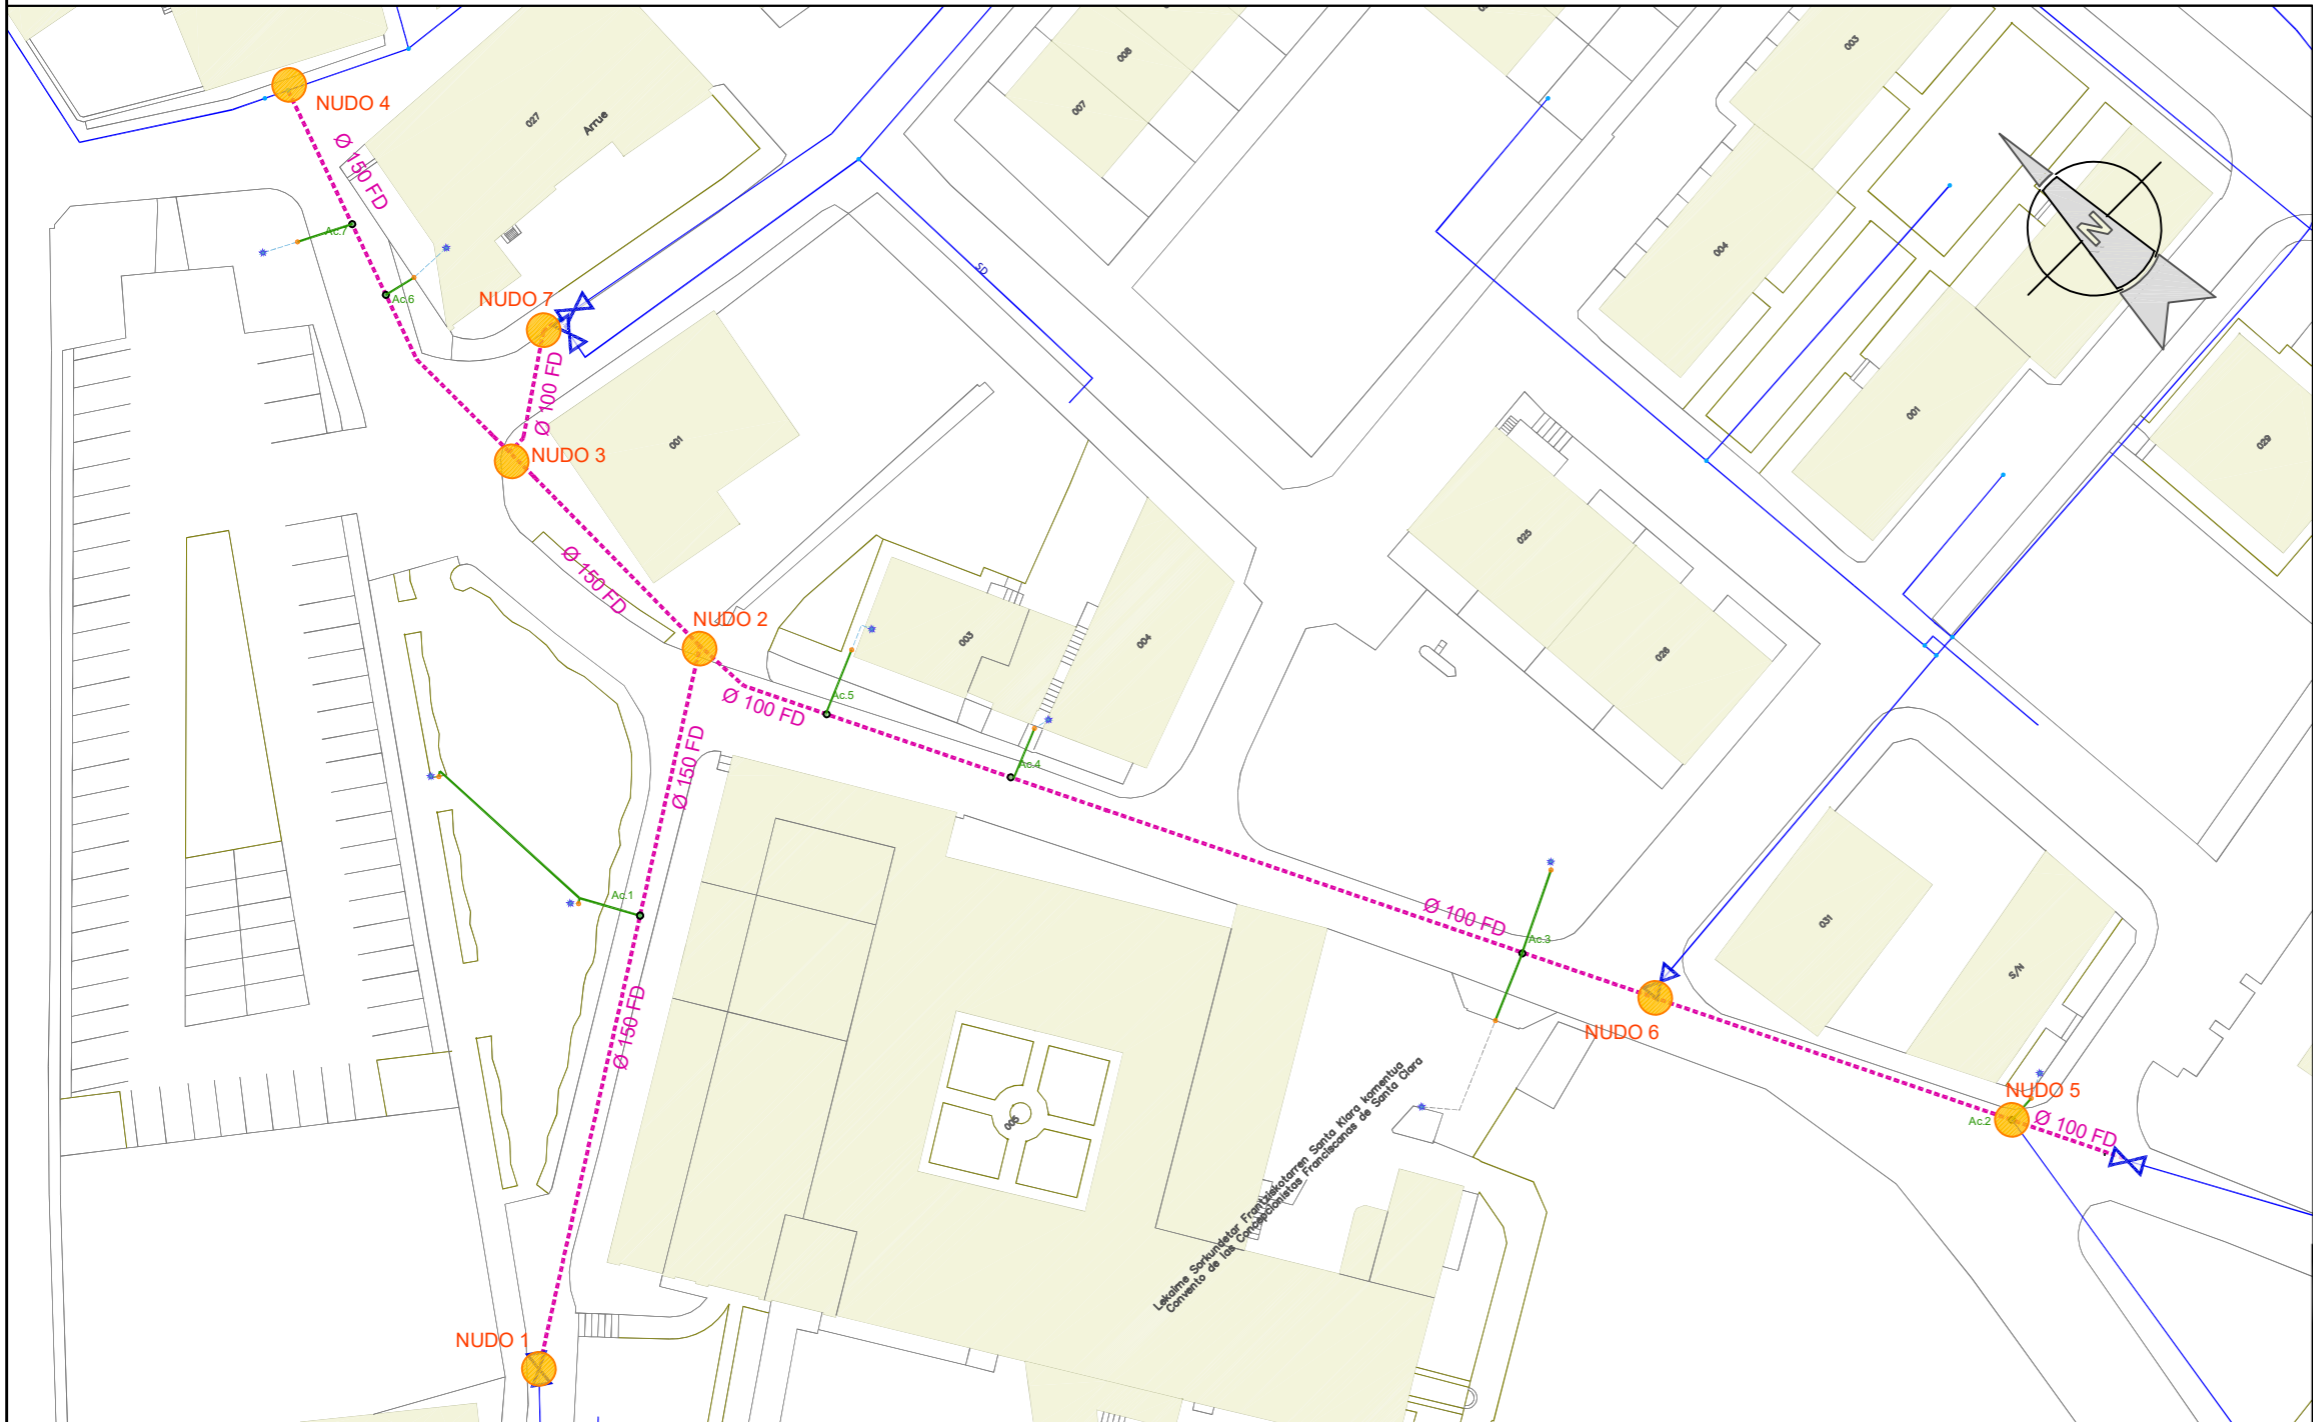 008
007
003
NUDO 4
027
Arrue
Ø 150 FD
N
004
Ac.7
SD
Ac.6
NUDO 7
Ø 100 FD
001
001
029
NUDO 3
025
Ø 150 FD
NUDO 2
003
004
026
Ac.5
Ø 100 FD
Ø 150 FD
Ac.4
Ac.1
Ø 100 FD
031
Ac.3
S/N
Ø 150 FD
NUDO 6
NUDO 5
Ac.2
Ø 100 FD
005
Lekaime Sorkundetar Frantziskotarren Santa Klara komentua
Convento de las Concepcionistas Franciscanas de Santa Clara
NUDO 1